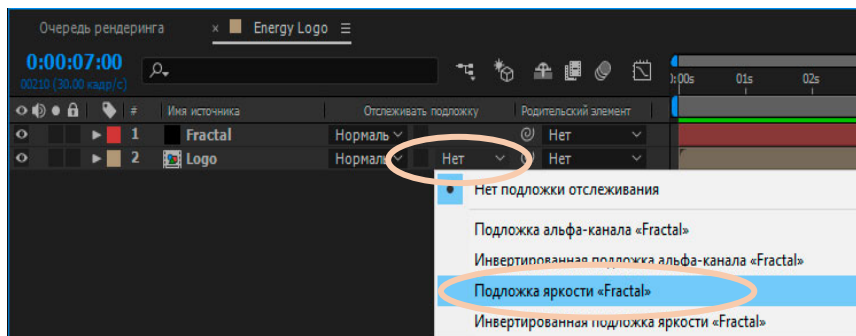 Очередь рендеринга × Energy Logo ≡
0:00:07:00
00210 (30.00 кадр/с)
):00s 01s 02s
# Имя источника Отслеживать подложку Родительский элемент
1 Fractal Нормаль Нет
2 Logo Нормаль Нет Нет
Нет подложки отслеживания
Подложка альфа-канала «Fractal»
Инвертированная подложка альфа-канала «Fractal»
Подложка яркости «Fractal»
Инвертированная подложка яркости «Fractal»